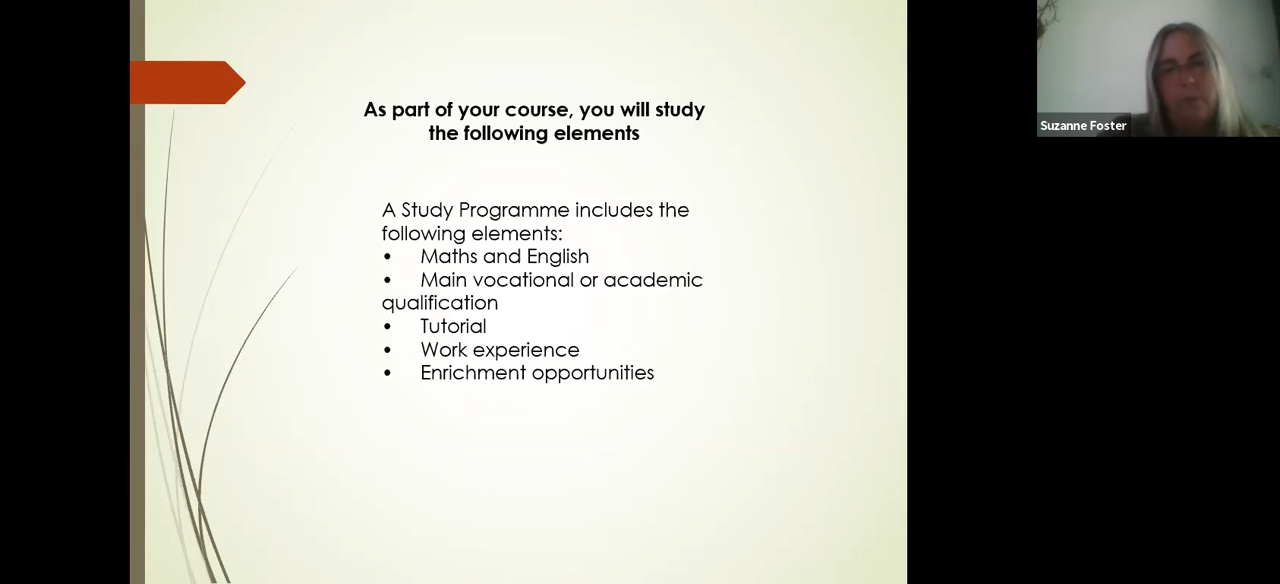 As part of your course, you will study
the following elements
A Study Programme includes the
following elements:
• Maths and English
• Main vocational or academic
qualification
• Tutorial
• Work experience
• Enrichment opportunities
Suzanne Foster